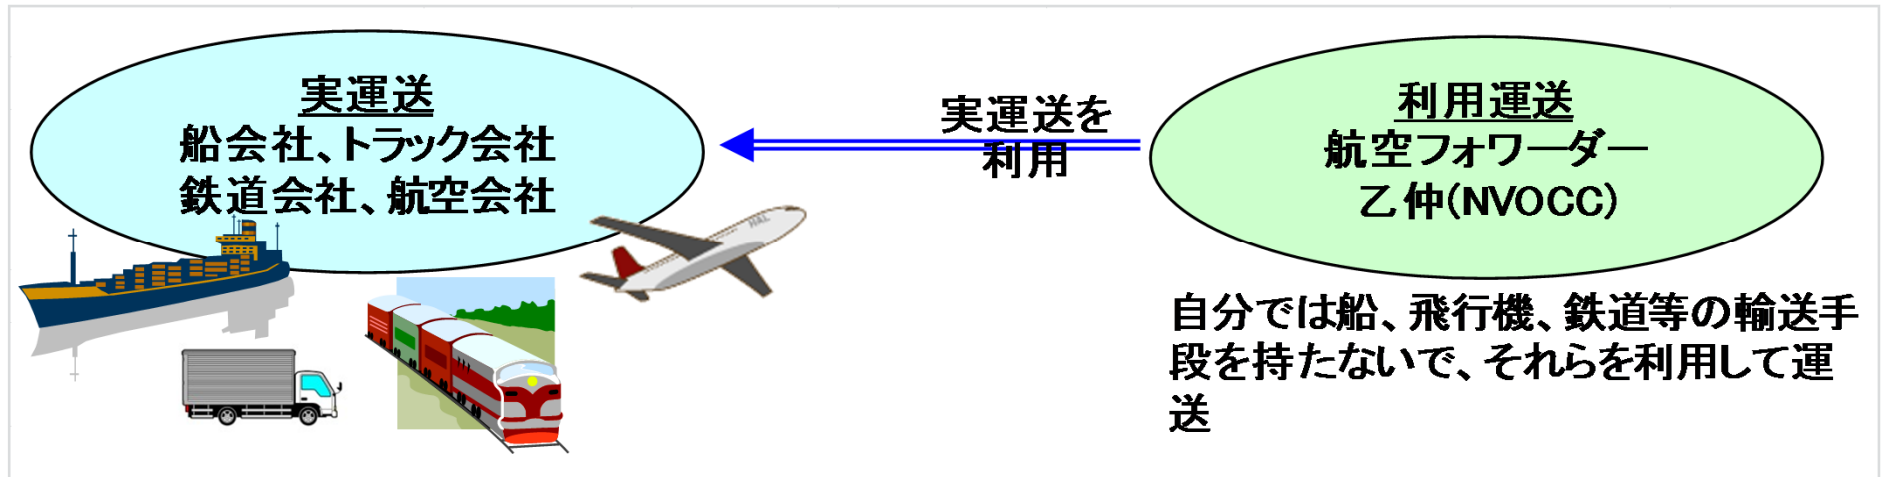 実運送
船会社、トラック会社
鉄道会社、航空会社
実運送を
利用
利用運送
航空フォワーダー
乙仲(NVOCC)
自分では船、飛行機、鉄道等の輸送手
段を持たないで、それらを利用して運
送
HAL